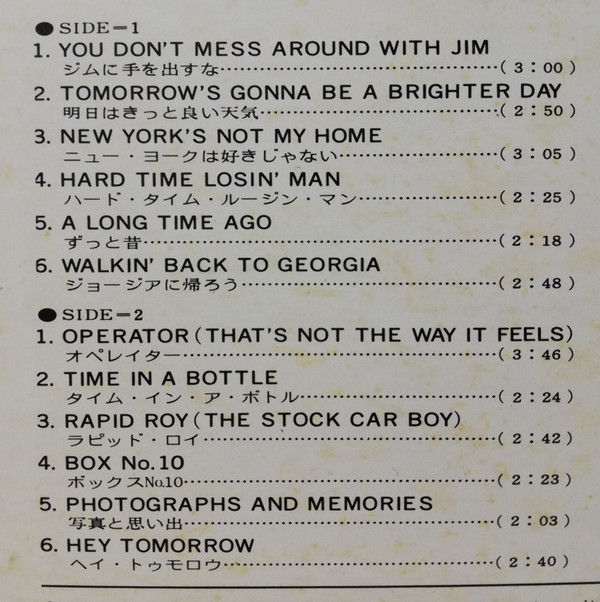 ●SIDE=1
1. YOU DON'T MESS AROUND WITH JIM
ジムに手を出すな……………………………(3:00)
2. TOMORROW'S GONNA BE A BRIGHTER DAY
明日はきっと良い天気……………………………(2:50)
3. NEW YORK'S NOT MY HOME
ニュー・ヨークは好きじゃない……………………(3:05)
4. HARD TIME LOSIN' MAN
ハード・タイム・ルージン・マン…………………(2:25)
5. A LONG TIME AGO
ずっと昔……………………………………………(2:18)
6. WALKIN' BACK TO GEORGIA
ジョージアに帰ろう………………………………(2:48)
●SIDE=2
1. OPERATOR(THAT'S NOT THE WAY IT FEELS)
オペレイター………………………………………(3:46)
2. TIME IN A BOTTLE
タイム・イン・ア・ボトル………………………(2:24)
3. RAPID ROY(THE STOCK CAR BOY)
ラピッド・ロイ……………………………………(2:42)
4. BOX No.10
ボックスNo.10……………………………………(2:23)
5. PHOTOGRAPHS AND MEMORIES
写真と思い出………………………………………(2:03)
6. HEY TOMORROW
ヘイ・トゥモロウ…………………………………(2:40)